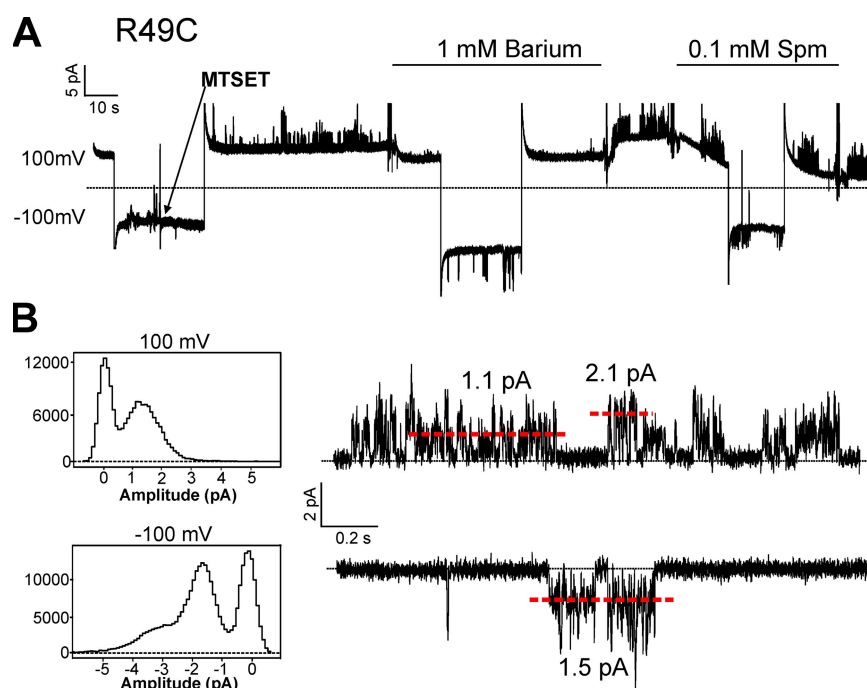 A
R49C
1 mM Barium
0.1 mM Spm
5 pA
10 s
MTSET
100mV
-100mV
B
100 mV
12000
6000
0
0 1 2 3 4 5
Amplitude (pA)
1.1 pA
2.1 pA
2 pA
0.2 s
-100 mV
10000
5000
0
-5 -4 -3 -2 -1 0
Amplitude (pA)
1.5 pA